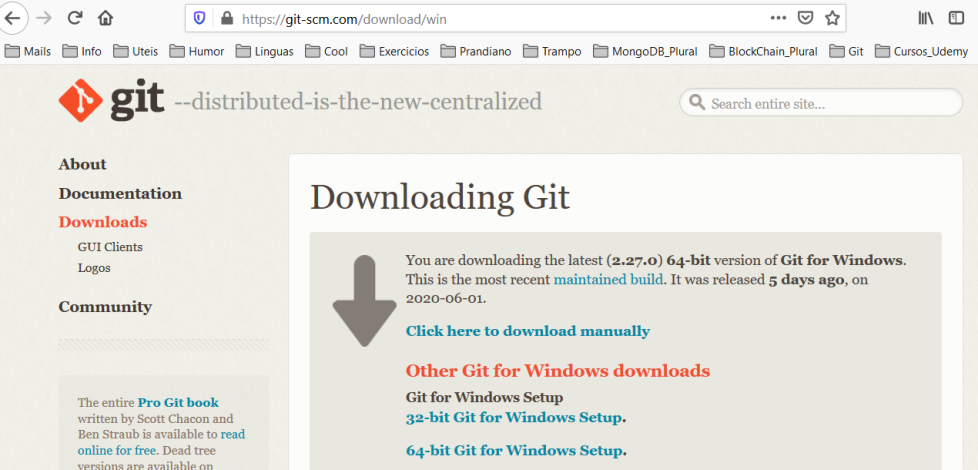 https://git-scm.com/download/win
Mails Info Uteis Humor Linguas Cool Exercicios Prandiano Trampo MongoDB_Plural BlockChain_Plural Git Cursos_Udemy
git --distributed-is-the-new-centralized
Search entire site...
About
Documentation
Downloads
GUI Clients
Logos
Community
The entire Pro Git book
written by Scott Chacon and
Ben Straub is available to read
online for free. Dead tree
versions are available on
Downloading Git
You are downloading the latest (2.27.0) 64-bit version of Git for Windows.
This is the most recent maintained build. It was released 5 days ago, on
2020-06-01.
Click here to download manually
Other Git for Windows downloads
Git for Windows Setup
32-bit Git for Windows Setup.
64-bit Git for Windows Setup.